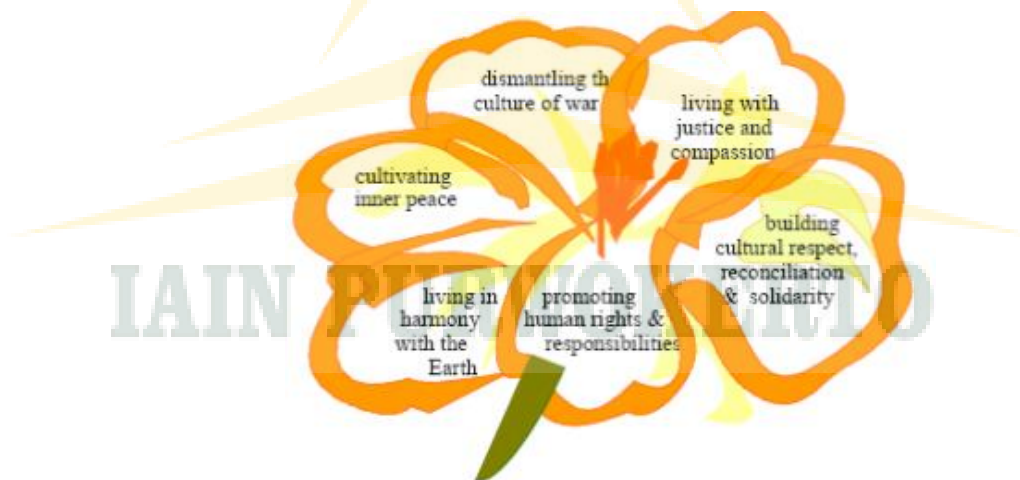 dismantling th
culture of war
living with
justice and
compassion
cultivating
inner peace
building
cultural respect,
reconciliation
& solidarity
living in
harmony
with the
Earth
promoting
human rights &
responsibilities
IAIN PURWOKERTO